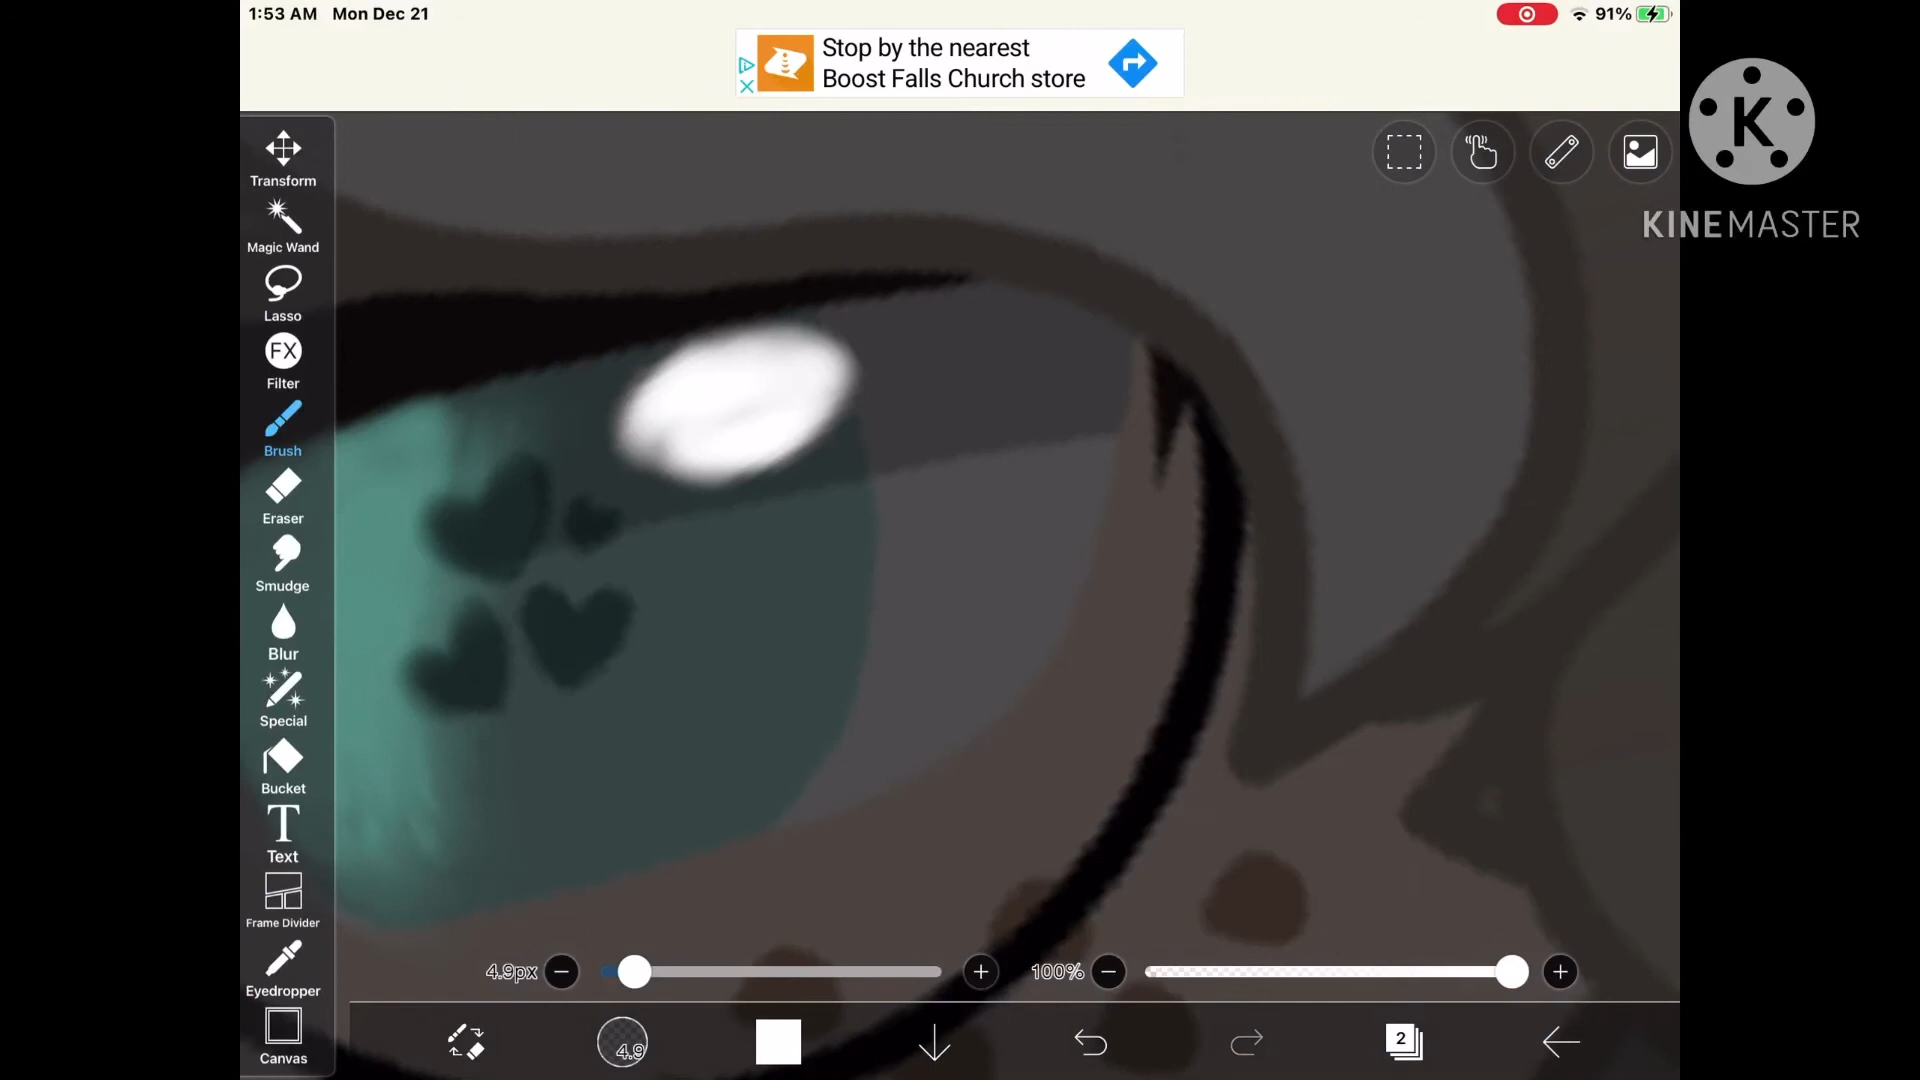 1:53 AM Mon Dec 21
91%
Stop by the nearest
Boost Falls Church store
K
KINEMASTER
Transform
Magic Wand
Lasso
FX
Filter
Brush
Eraser
Smudge
Blur
Special
Bucket
T
Text
Frame Divider
Eyedropper
Canvas
4.9px
100%
4.9
2